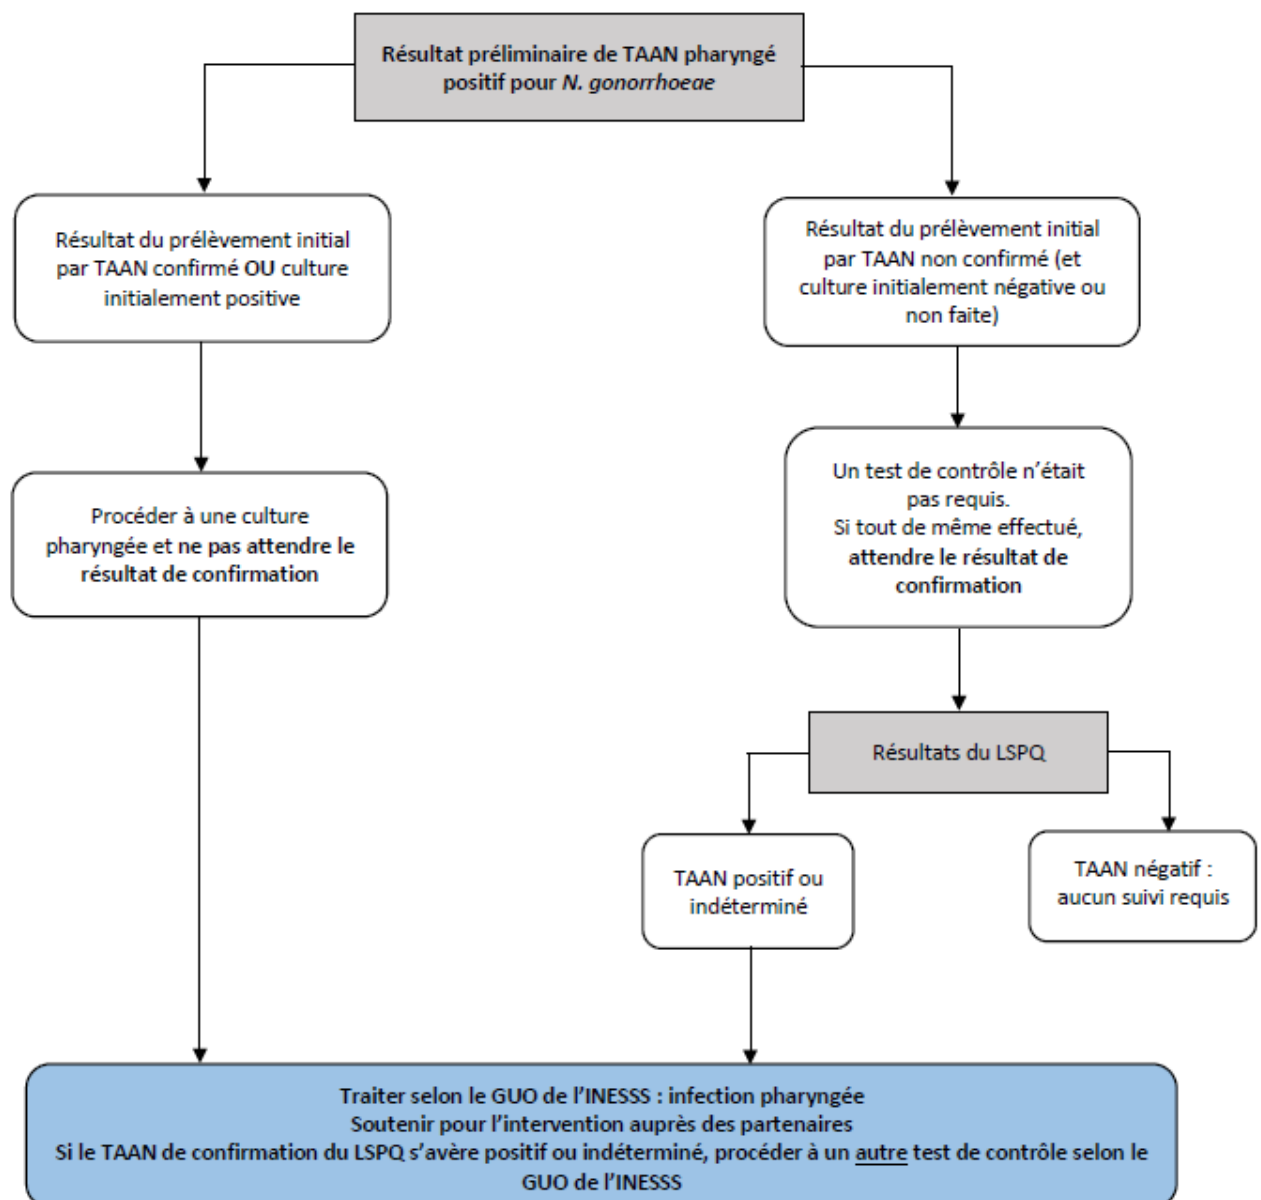 Résultat préliminaire de TAAN pharyngé
positif pour N. gonorrhoeae
Résultat du prélèvement initial
par TAAN confirmé OU culture
initialement positive
Résultat du prélèvement initial
par TAAN non confirmé (et
culture initialement négative ou
non faite)
Procéder à une culture
pharyngée et ne pas attendre le
résultat de confirmation
Un test de contrôle n'était
pas requis.
Si tout de même effectué,
attendre le résultat de
confirmation
Résultats du LSPQ
TAAN positif ou
indéterminé
TAAN négatif :
aucun suivi requis
Traiter selon le GUO de l'INESSS : infection pharyngée
Soutenir pour l'intervention auprès des partenaires
Si le TAAN de confirmation du LSPQ s'avère positif ou indéterminé, procéder à un autre test de contrôle selon le
GUO de l'INESSS